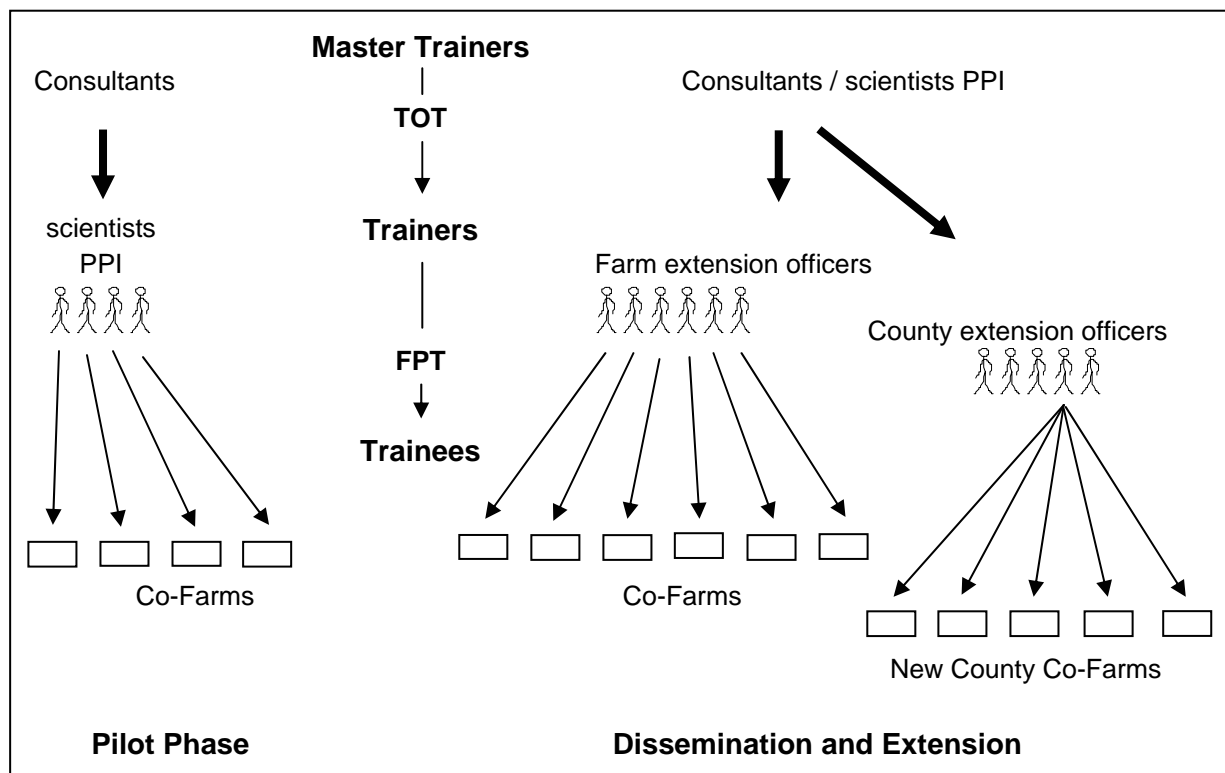 Master Trainers
Consultants
Consultants / scientists PPI
TOT
scientists
PPI
Trainers
Farm extension officers
County extension officers
FPT
Trainees
Co-Farms
Co-Farms
New County Co-Farms
Pilot Phase
Dissemination and Extension